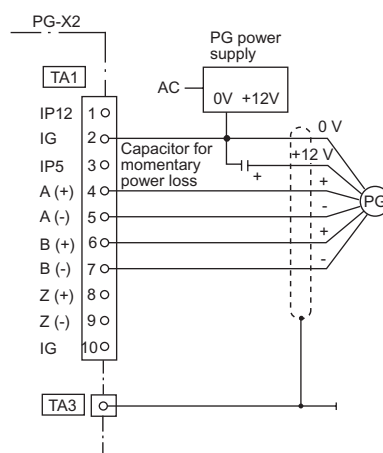 PG-X2
PG power
supply
TA1
AC
0V +12V
IP12 1
IG 2
0 V
Capacitor for
momentary
power loss
+
+12 V
IP5 3
A (+) 4
+
A (-) 5
-
PG
B (+) 6
+
B (-) 7
-
Z (+) 8
Z (-) 9
IG 10
TA3